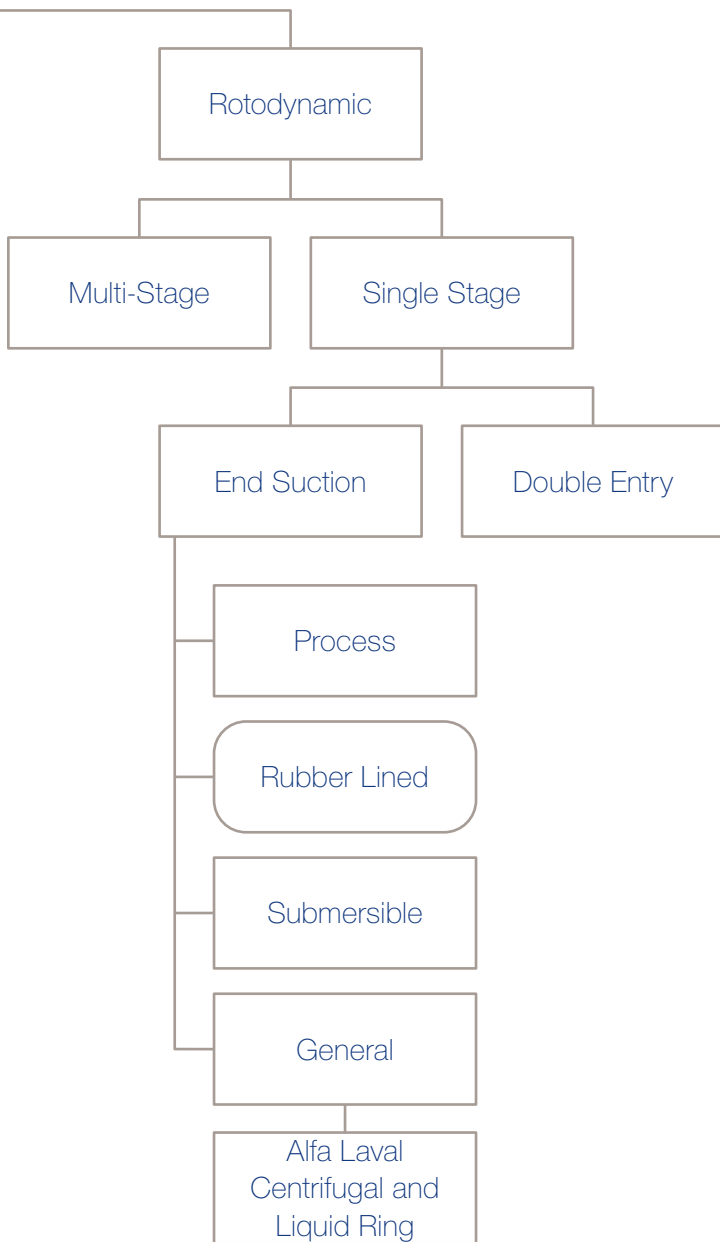 Rotodynamic
Multi-Stage
Single Stage
End Suction
Double Entry
Process
Rubber Lined
Submersible
General
Alfa Laval
Centrifugal and
Liquid Ring